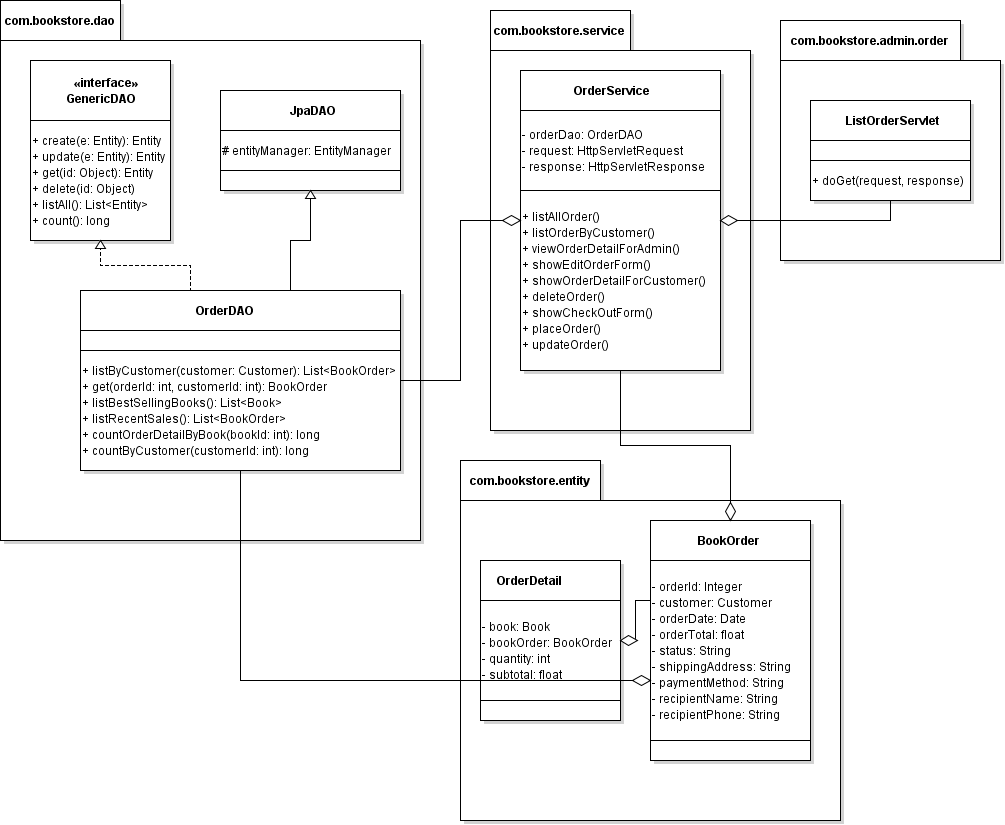 com.bookstore.dao
«interface»
GenericDAO
+ create(e: Entity): Entity
+ update(e: Entity): Entity
+ get(id: Object): Entity
+ delete(id: Object)
+ listAll(): List<Entity>
+ count(): long
JpaDAO
# entityManager: EntityManager
OrderDAO
+ listByCustomer(customer: Customer): List<BookOrder>
+ get(orderId: int, customerId: int): BookOrder
+ listBestSellingBooks(): List<Book>
+ listRecentSales(): List<BookOrder>
+ countOrderDetailByBook(bookId: int): long
+ countByCustomer(customerId: int): long
com.bookstore.service
OrderService
- orderDao: OrderDAO
- request: HttpServletRequest
- response: HttpServletResponse
+ listAllOrder()
+ listOrderByCustomer()
+ viewOrderDetailForAdmin()
+ showEditOrderForm()
+ showOrderDetailForCustomer()
+ deleteOrder()
+ showCheckOutForm()
+ placeOrder()
+ updateOrder()
com.bookstore.admin.order
ListOrderServlet
+ doGet(request, response)
com.bookstore.entity
OrderDetail
- book: Book
- bookOrder: BookOrder
- quantity: int
- subtotal: float
BookOrder
- orderId: Integer
- customer: Customer
- orderDate: Date
- orderTotal: float
- status: String
- shippingAddress: String
- paymentMethod: String
- recipientName: String
- recipientPhone: String